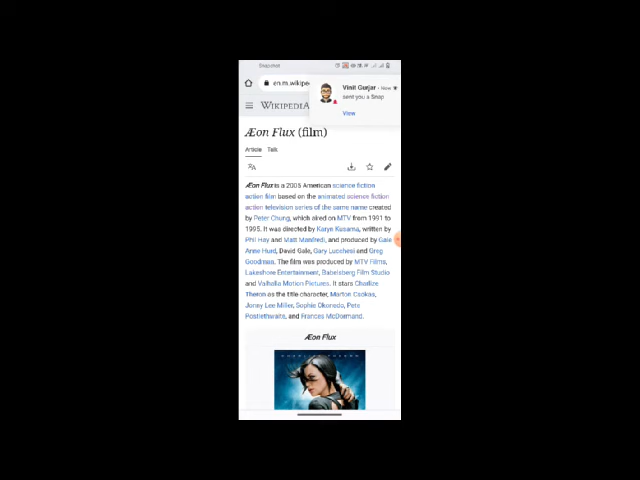 Snapchat
en.m.wikipe
Vinit Gurjar • Now
sent you a Snap
View
WIKIPEDIA
Æon Flux (film)
Article Talk
Æon Flux is a 2005 American science fiction
action film based on the animated science fiction
action television series of the same name created
by Peter Chung, which aired on MTV from 1991 to
1995. It was directed by Karyn Kusama, written by
Phil Hay and Matt Manfredi, and produced by Gale
Anne Hurd, David Gale, Gary Lucchesi and Greg
Goodman. The film was produced by MTV Films,
Lakeshore Entertainment, Babelsberg Film Studio
and Valhalla Motion Pictures. It stars Charlize
Theron as the title character, Marton Csokas,
Jonny Lee Miller, Sophie Okonedo, Pete
Postlethwaite, and Frances McDormand.
Æon Flux
CHARLIZE THERON